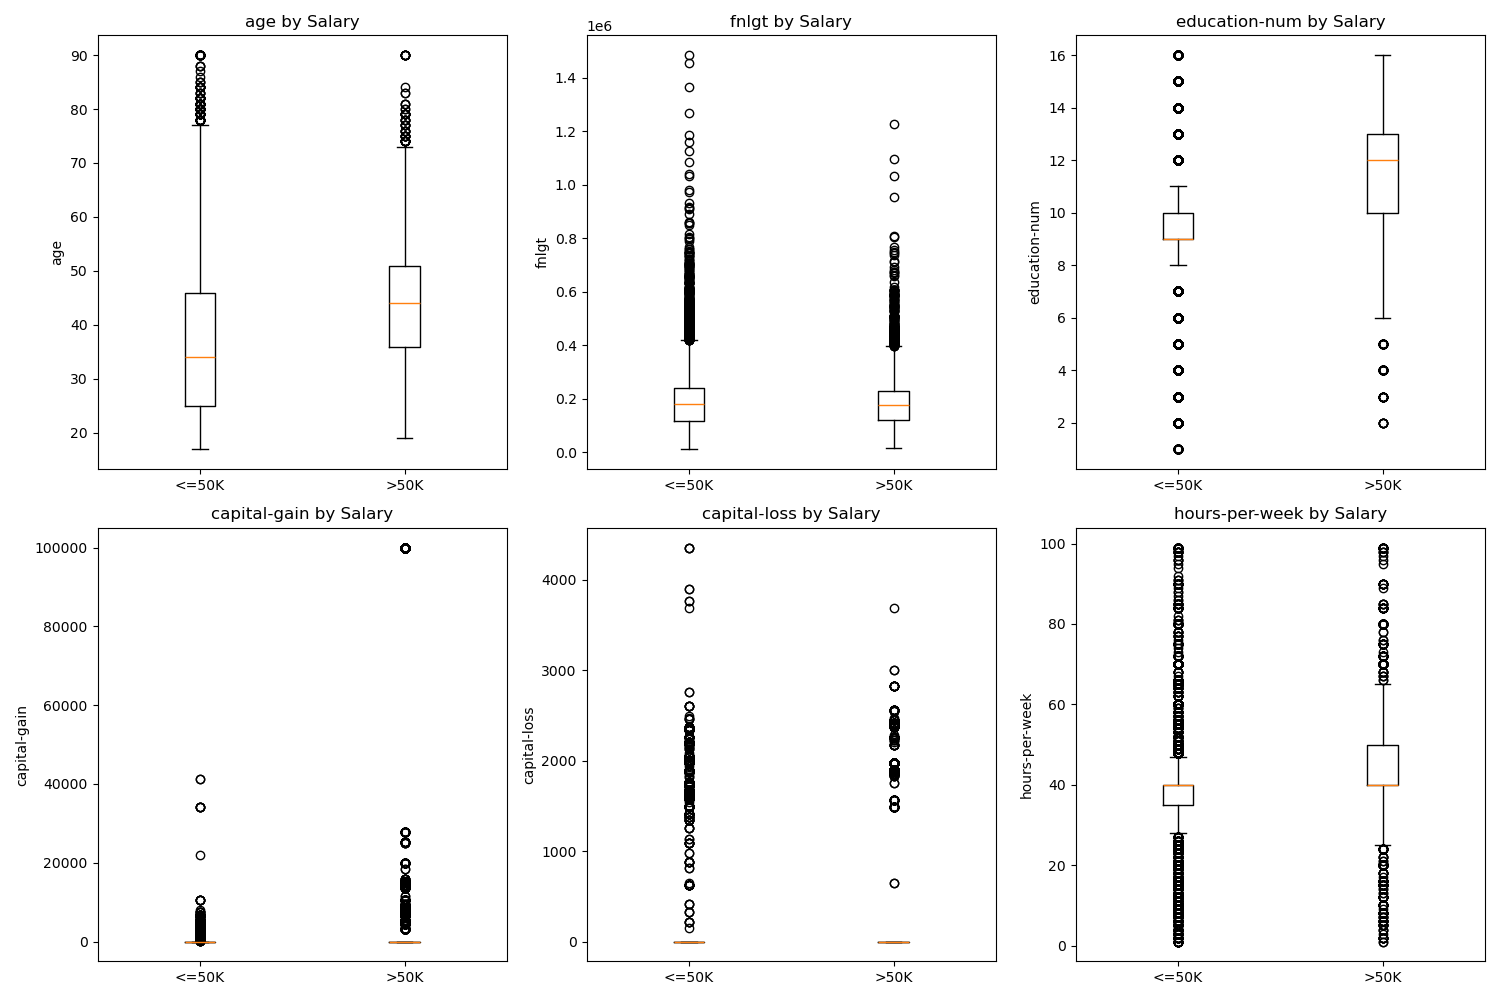 age by Salary
age
90
80
70
60
50
40
30
20
<=50K
>50K
fnlgt by Salary
1e6
fnlgt
1.4
1.2
1.0
0.8
0.6
0.4
0.2
0.0
<=50K
>50K
education-num by Salary
education-num
16
14
12
10
8
6
4
2
<=50K
>50K
capital-gain by Salary
capital-gain
100000
80000
60000
40000
20000
0
<=50K
>50K
capital-loss by Salary
capital-loss
4000
3000
2000
1000
0
<=50K
>50K
hours-per-week by Salary
hours-per-week
100
80
60
40
20
0
<=50K
>50K